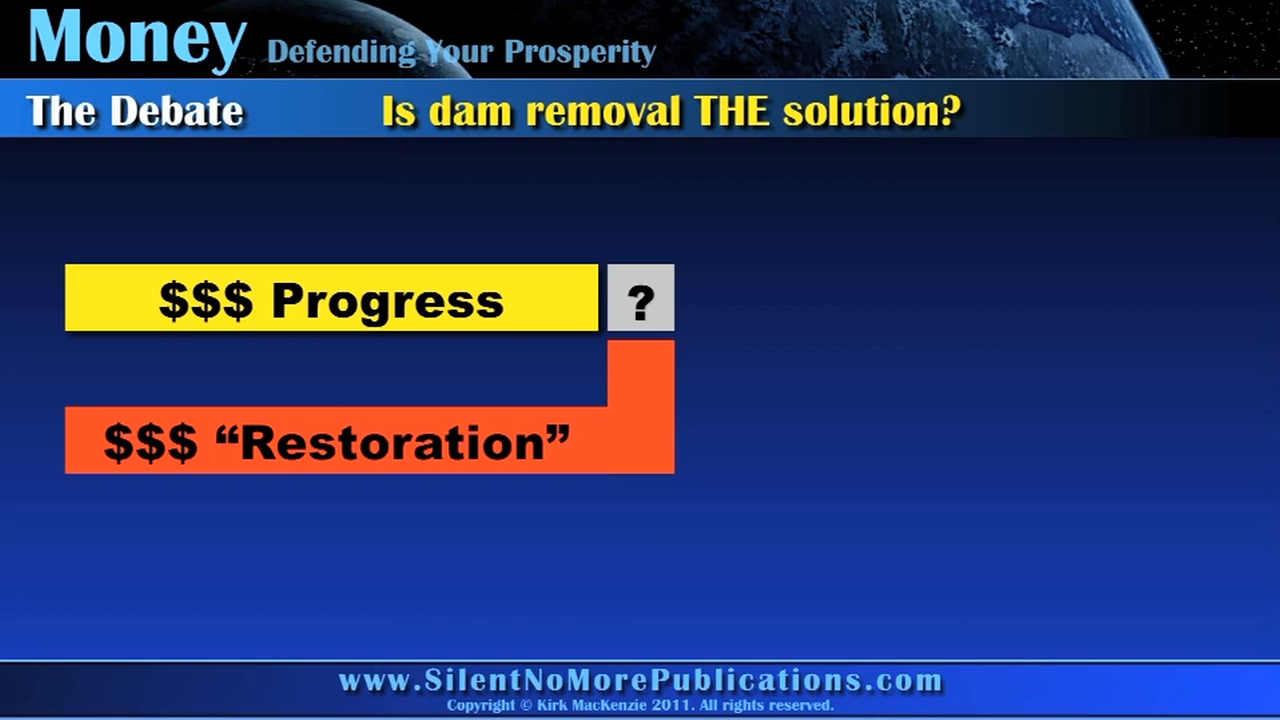 Money Defending Your Prosperity
The Debate Is dam removal THE solution?
$$$ Progress ?
$$$ “Restoration”
www.SilentNoMorePublications.com
Copyright © Kirk MacKenzie 2011. All rights reserved.